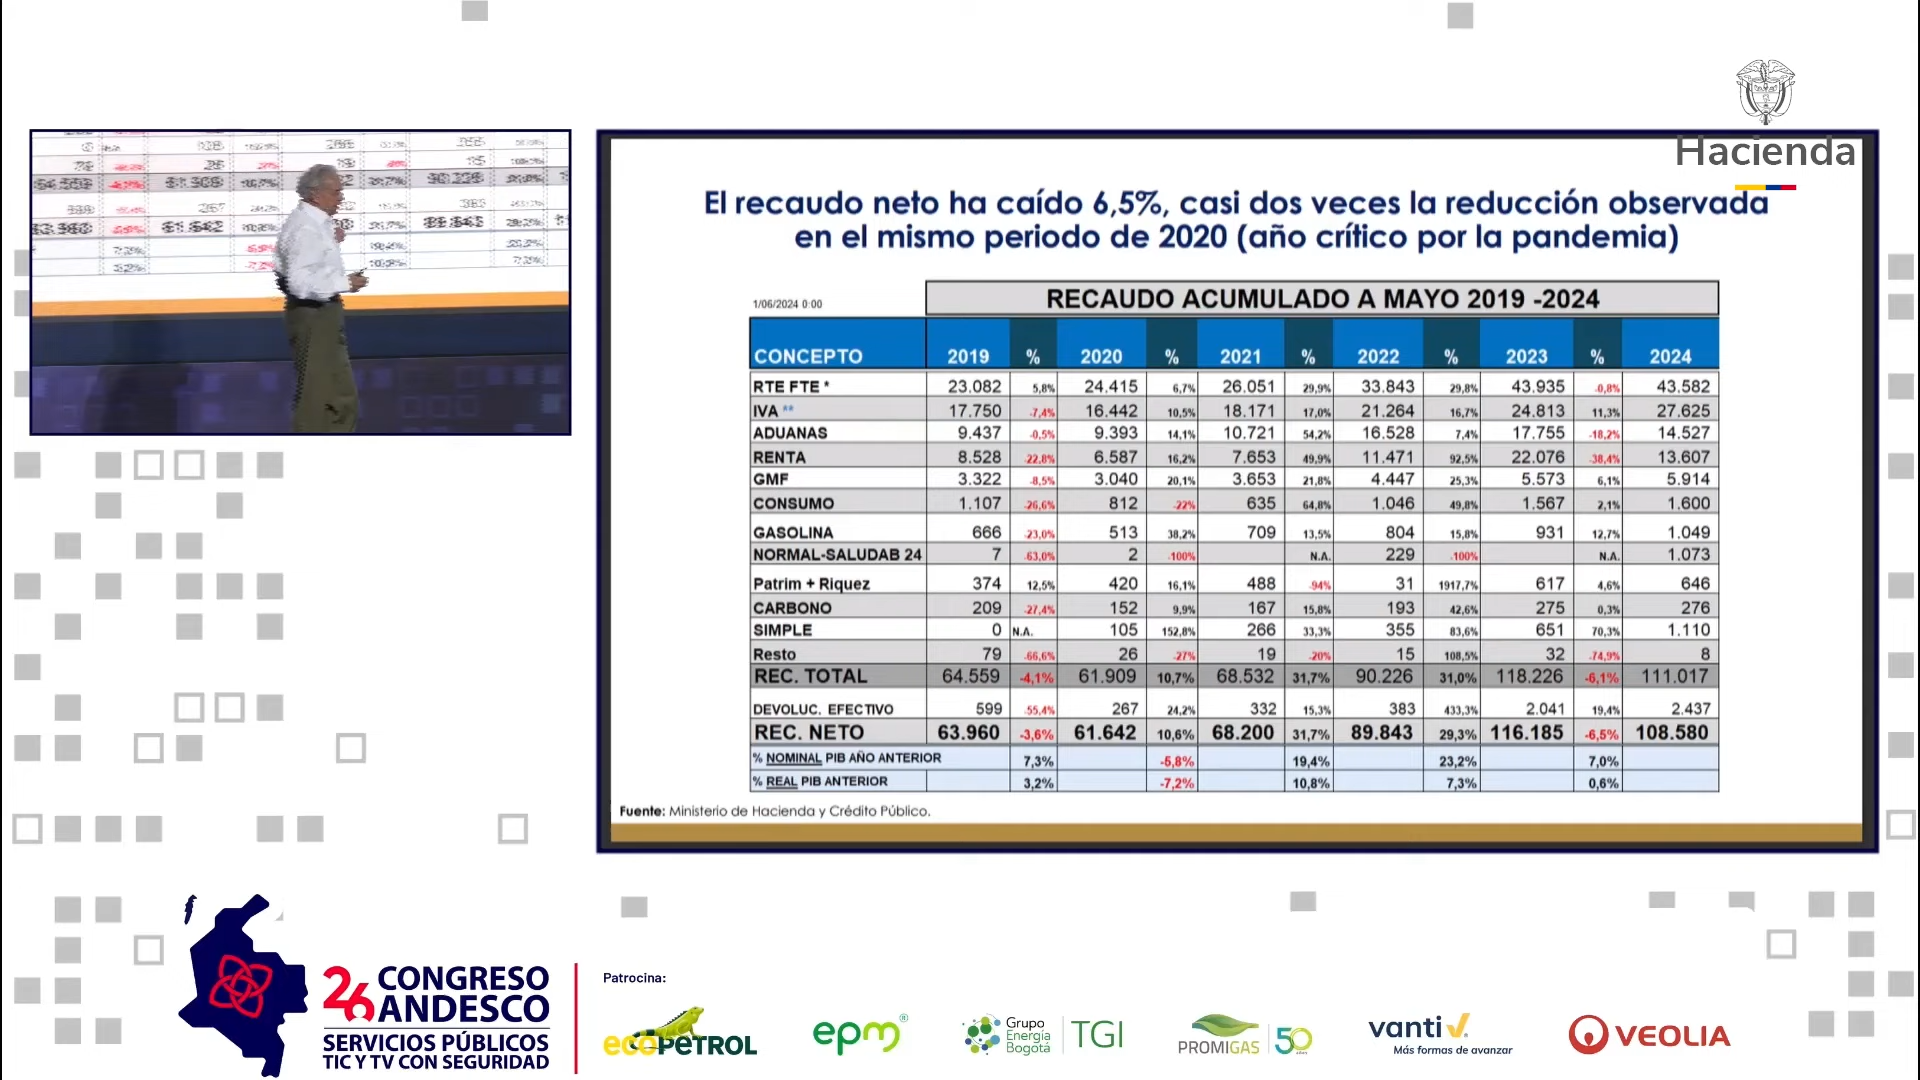 Hacienda
El recaudo neto ha caído 6,5%, casi dos veces la reducción observada
en el mismo periodo de 2020 (año crítico por la pandemia)
1/06/2024 0:00
RECAUDO ACUMULADO A MAYO 2019 -2024
CONCEPTO 2019 % 2020 % 2021 % 2022 % 2023 % 2024
RTE FTE * 23.082 5,8% 24.415 6,7% 26.051 29,9% 33.843 29,8% 43.935 -0,8% 43.582
IVA ** 17.750 -7,4% 16.442 10,5% 18.171 17,0% 21.264 16,7% 24.813 11,3% 27.625
ADUANAS 9.437 -0,5% 9.393 14,1% 10.721 54,2% 16.528 7,4% 17.755 -18,2% 14.527
RENTA 8.528 -22,8% 6.587 16,2% 7.653 49,9% 11.471 92,5% 22.076 -38,4% 13.607
GMF 3.322 -8,5% 3.040 20,1% 3.653 21,8% 4.447 25,3% 5.573 6,1% 5.914
CONSUMO 1.107 -26,6% 812 -22% 635 64,8% 1.046 49,8% 1.567 2,1% 1.600
GASOLINA 666 -23,0% 513 38,2% 709 13,5% 804 15,8% 931 12,7% 1.049
NORMAL-SALUDAB 24 7 -63,0% 2 -100% N.A. 229 -100% N.A. 1.073
Patrim + Riquez 374 12,5% 420 16,1% 488 -94% 31 1917,7% 617 4,6% 646
CARBONO 209 -27,4% 152 9,9% 167 15,8% 193 42,6% 275 0,3% 276
SIMPLE 0 N.A. 105 152,8% 266 33,3% 355 83,6% 651 70,3% 1.110
Resto 79 -66,6% 26 -27% 19 -20% 15 108,5% 32 -74,9% 8
REC. TOTAL 64.559 -4,1% 61.909 10,7% 68.532 31,7% 90.226 31,0% 118.226 -6,1% 111.017
DEVOLUC. EFECTIVO 599 -55,4% 267 24,2% 332 15,3% 383 433,3% 2.041 19,4% 2.437
REC. NETO 63.960 -3,6% 61.642 10,6% 68.200 31,7% 89.843 29,3% 116.185 -6,5% 108.580
% NOMINAL PIB AÑO ANTERIOR 7,3% -5,8% 19,4% 23,2% 7,0%
% REAL PIB ANTERIOR 3,2% -7,2% 10,8% 7,3% 0,6%
Fuente: Ministerio de Hacienda y Crédito Público.
26 CONGRESO
ANDESCO
SERVICIOS PÚBLICOS
TIC Y TV CON SEGURIDAD
Patrocina:
ecoPETROL
epm®
Grupo
Energía
Bogotá
TGI
PROMIGAS 50
vanti
Más formas de avanzar
VEOLIA